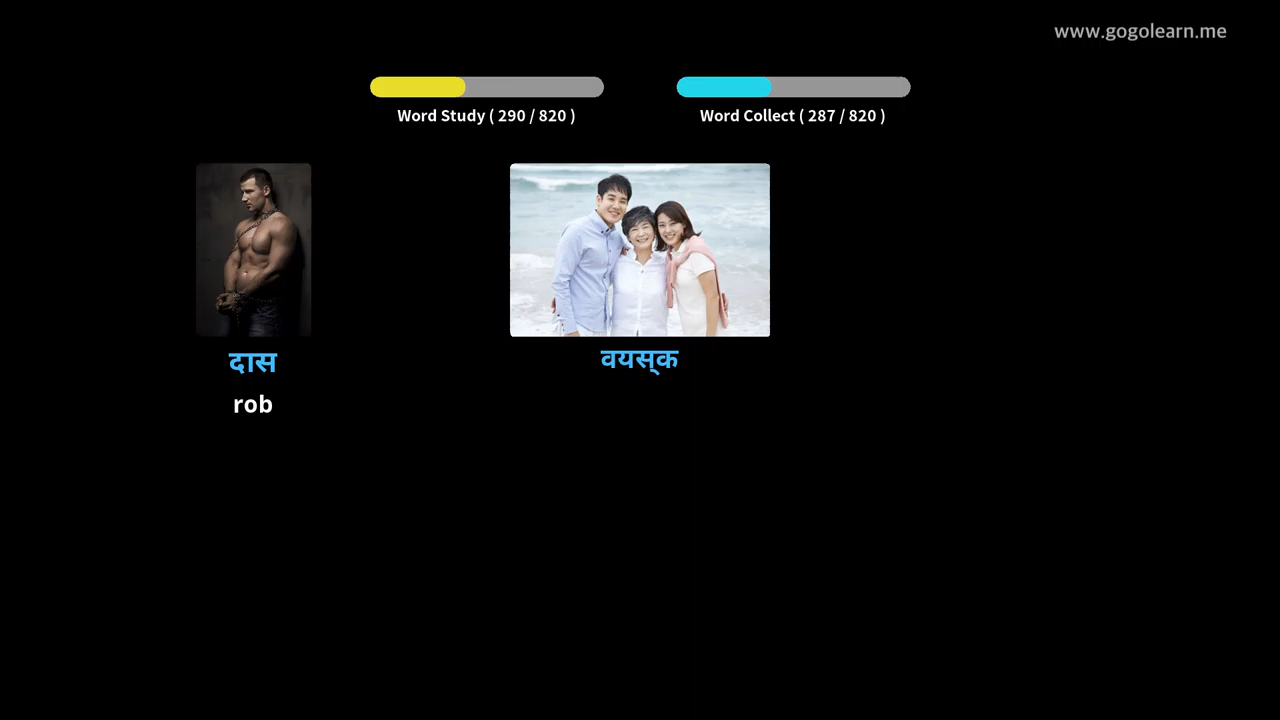 www.gogolearn.me
Word Study ( 290 / 820 )
Word Collect ( 287 / 820 )
दास
वयस्क
rob